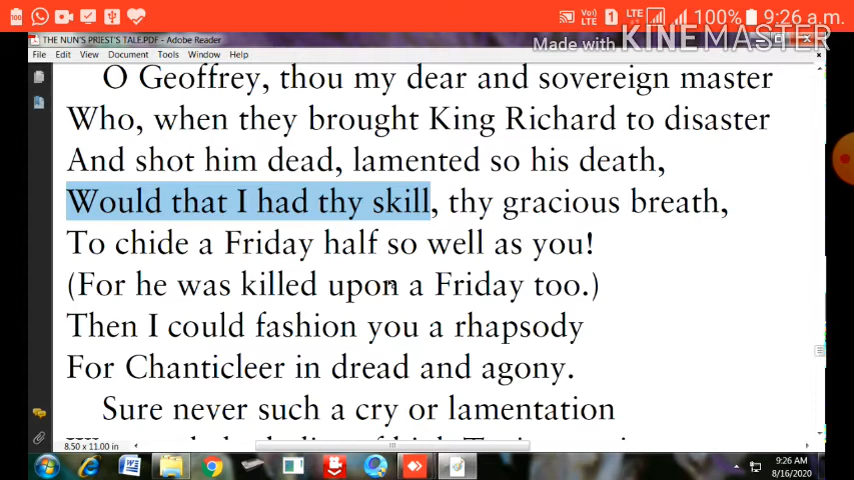 Vo)) LTE 1 LTE 100% 9:26 a.m.
Made with KINEMASTER
THE NUN'S PRIEST'S TALE.PDF - Adobe Reader
File Edit View Document Tools Window Help
O Geoffrey, thou my dear and sovereign master
Who, when they brought King Richard to disaster
And shot him dead, lamented so his death,
Would that I had thy skill, thy gracious breath,
To chide a Friday half so well as you!
(For he was killed upon a Friday too.)
Then I could fashion you a rhapsody
For Chanticleer in dread and agony.
Sure never such a cry or lamentation
8.50 x 11.00 in
9:26 AM
8/16/2020